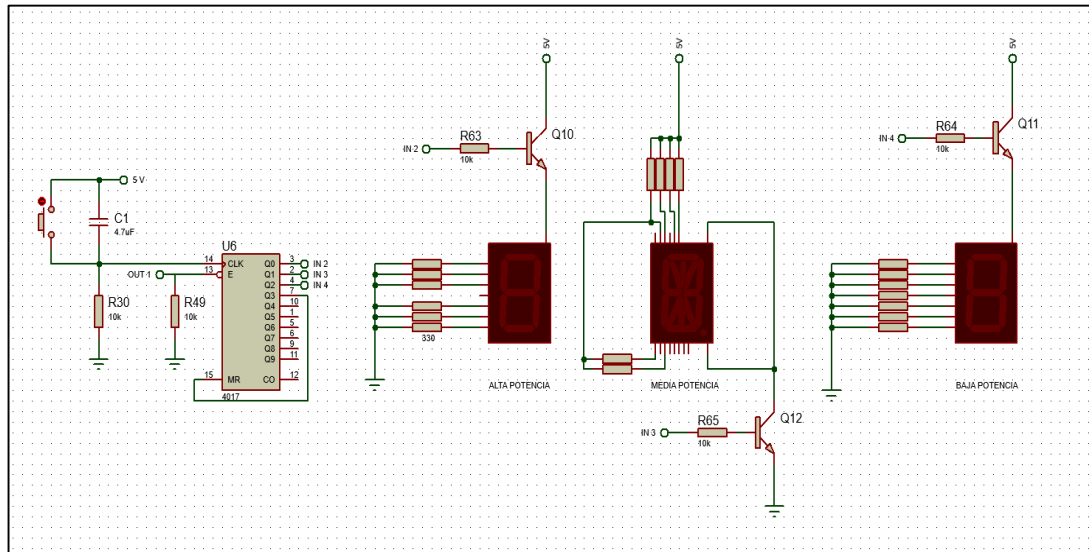 5V
5V
5V
R63
Q10
IN 2
10k
R64
Q11
IN 4
10k
5 V
C1
4.7uF
U6
14
CLK
Q0
3
IN 2
OUT 1
13
E
Q1
2
IN 3
Q2
4
IN 4
Q3
7
Q4
10
Q5
1
Q6
5
Q7
6
Q8
9
Q9
11
15
MR
CO
12
4017
R30
10k
R49
10k
330
ALTA POTENCIA
MEDIA POTENCIA
BAJA POTENCIA
R65
Q12
IN 3
10k